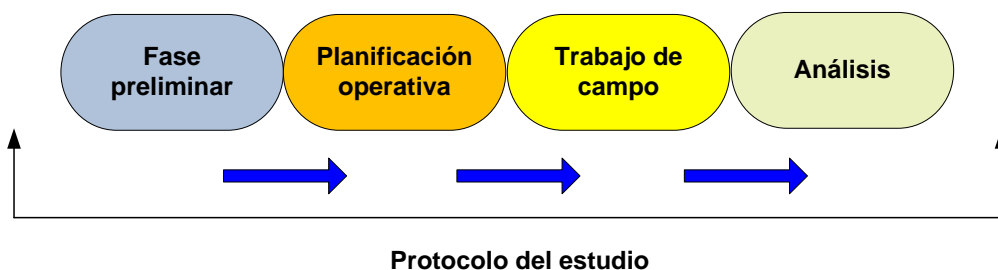 Fase
preliminar
Planificación
operativa
Trabajo de
campo
Análisis
Protocolo del estudio